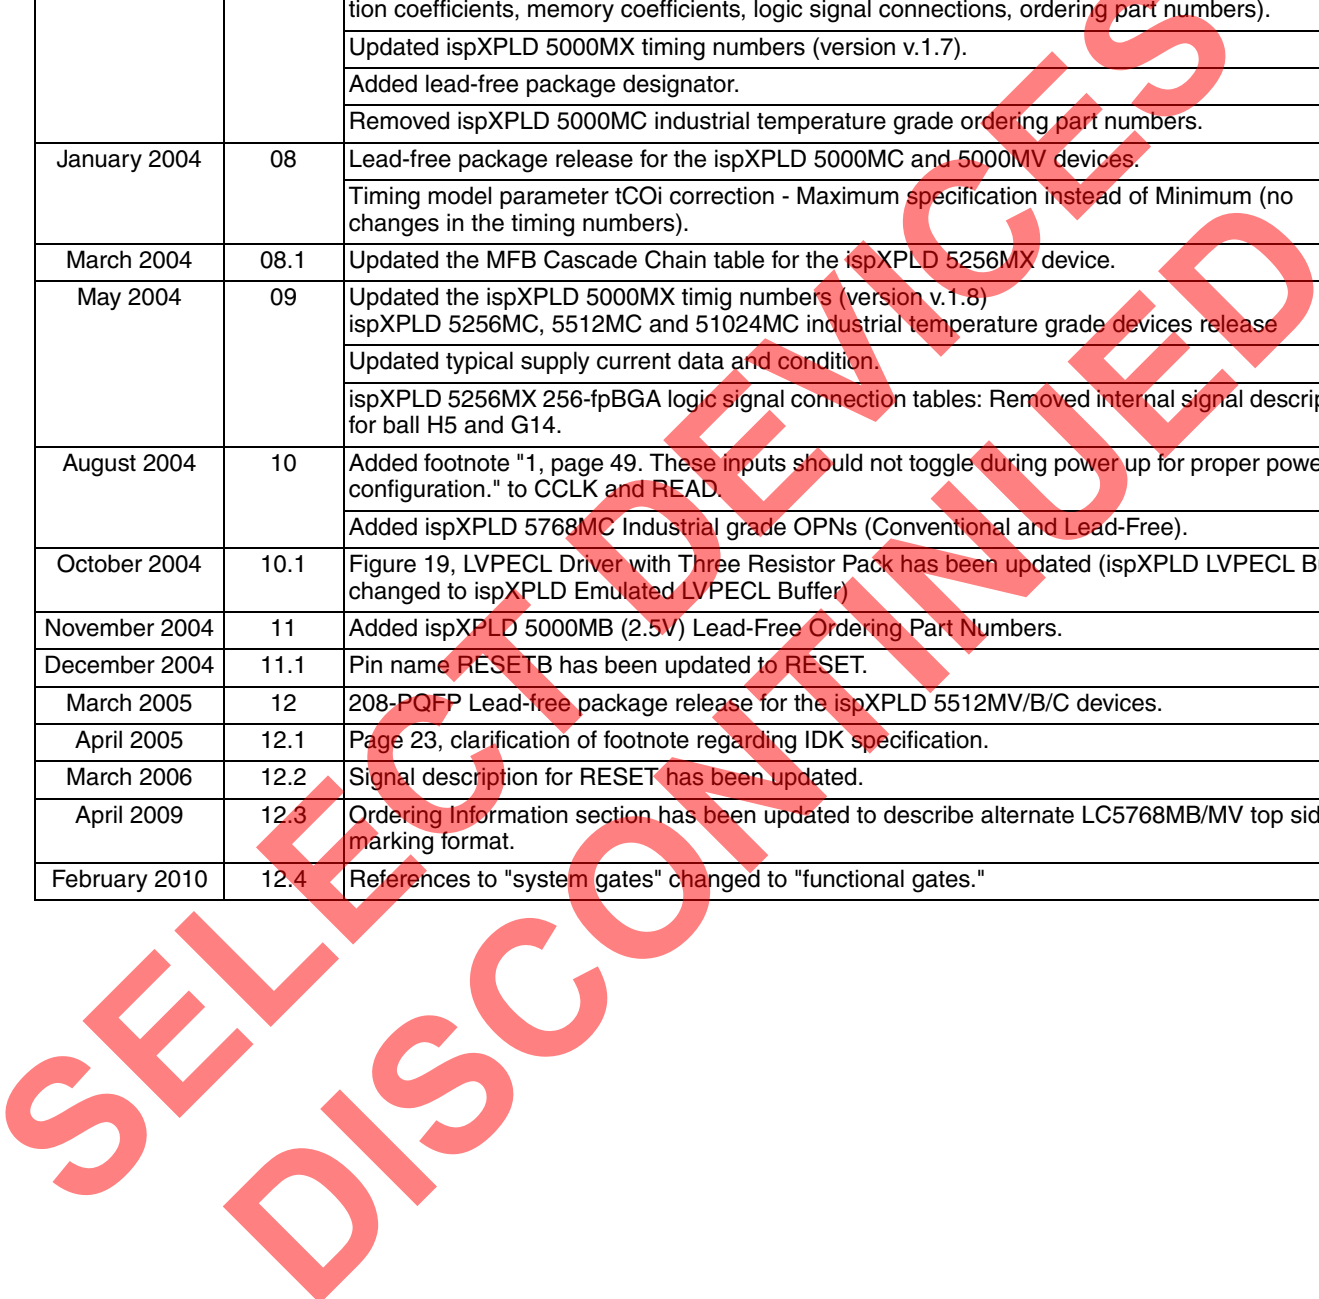 tion coefficients, memory coefficients, logic signal connections, ordering part numbers).
Updated ispXPLD 5000MX timing numbers (version v.1.7).
Added lead-free package designator.
Removed ispXPLD 5000MC industrial temperature grade ordering part numbers.
January 2004 08 Lead-free package release for the ispXPLD 5000MC and 5000MV devices.
Timing model parameter tCOi correction - Maximum specification instead of Minimum (no
changes in the timing numbers).
March 2004 08.1 Updated the MFB Cascade Chain table for the ispXPLD 5256MX device.
May 2004 09 Updated the ispXPLD 5000MX timig numbers (version v.1.8)
ispXPLD 5256MC, 5512MC and 51024MC industrial temperature grade devices release
Updated typical supply current data and condition.
ispXPLD 5256MX 256-fpBGA logic signal connection tables: Removed internal signal
for ball H5 and G14.
August 2004 10 Added footnote "1, page 49. These inputs should not toggle during power up for proper
configuration." to CCLK and READ.
Added ispXPLD 5768MC Industrial grade OPNs (Conventional and Lead-Free).
October 2004 10.1 Figure 19, LVPECL Driver with Three Resistor Pack has been updated (ispXPLD LVPECL
changed to ispXPLD Emulated LVPECL Buffer)
November 2004 11 Added ispXPLD 5000MB (2.5V) Lead-Free Ordering Part Numbers.
December 2004 11.1 Pin name RESETB has been updated to RESET.
March 2005 12 208-PQFP Lead-free package release for the ispXPLD 5512MV/B/C devices.
April 2005 12.1 Page 23, clarification of footnote regarding IDK specification.
March 2006 12.2 Signal description for RESET has been updated.
April 2009 12.3 Ordering Information section has been updated to describe alternate LC5768MB/MV top
marking format.
February 2010 12.4 References to "system gates" changed to "functional gates."
SELECT DEVICES
DISCONTINUED